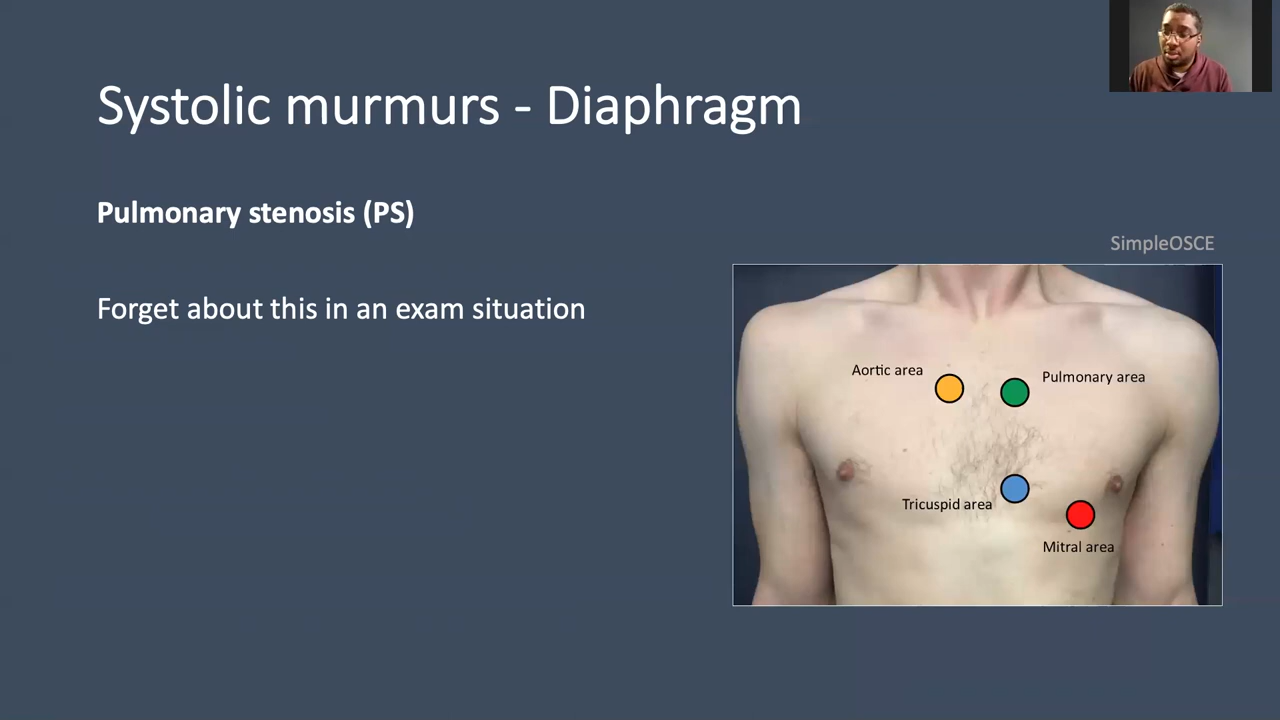 Systolic murmurs - Diaphragm
Pulmonary stenosis (PS)
Forget about this in an exam situation
SimpleOSCE
Aortic area
Pulmonary area
Tricuspid area
Mitral area